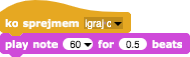 ko sprejmem igraj c
play note 60 for 0.5 beats